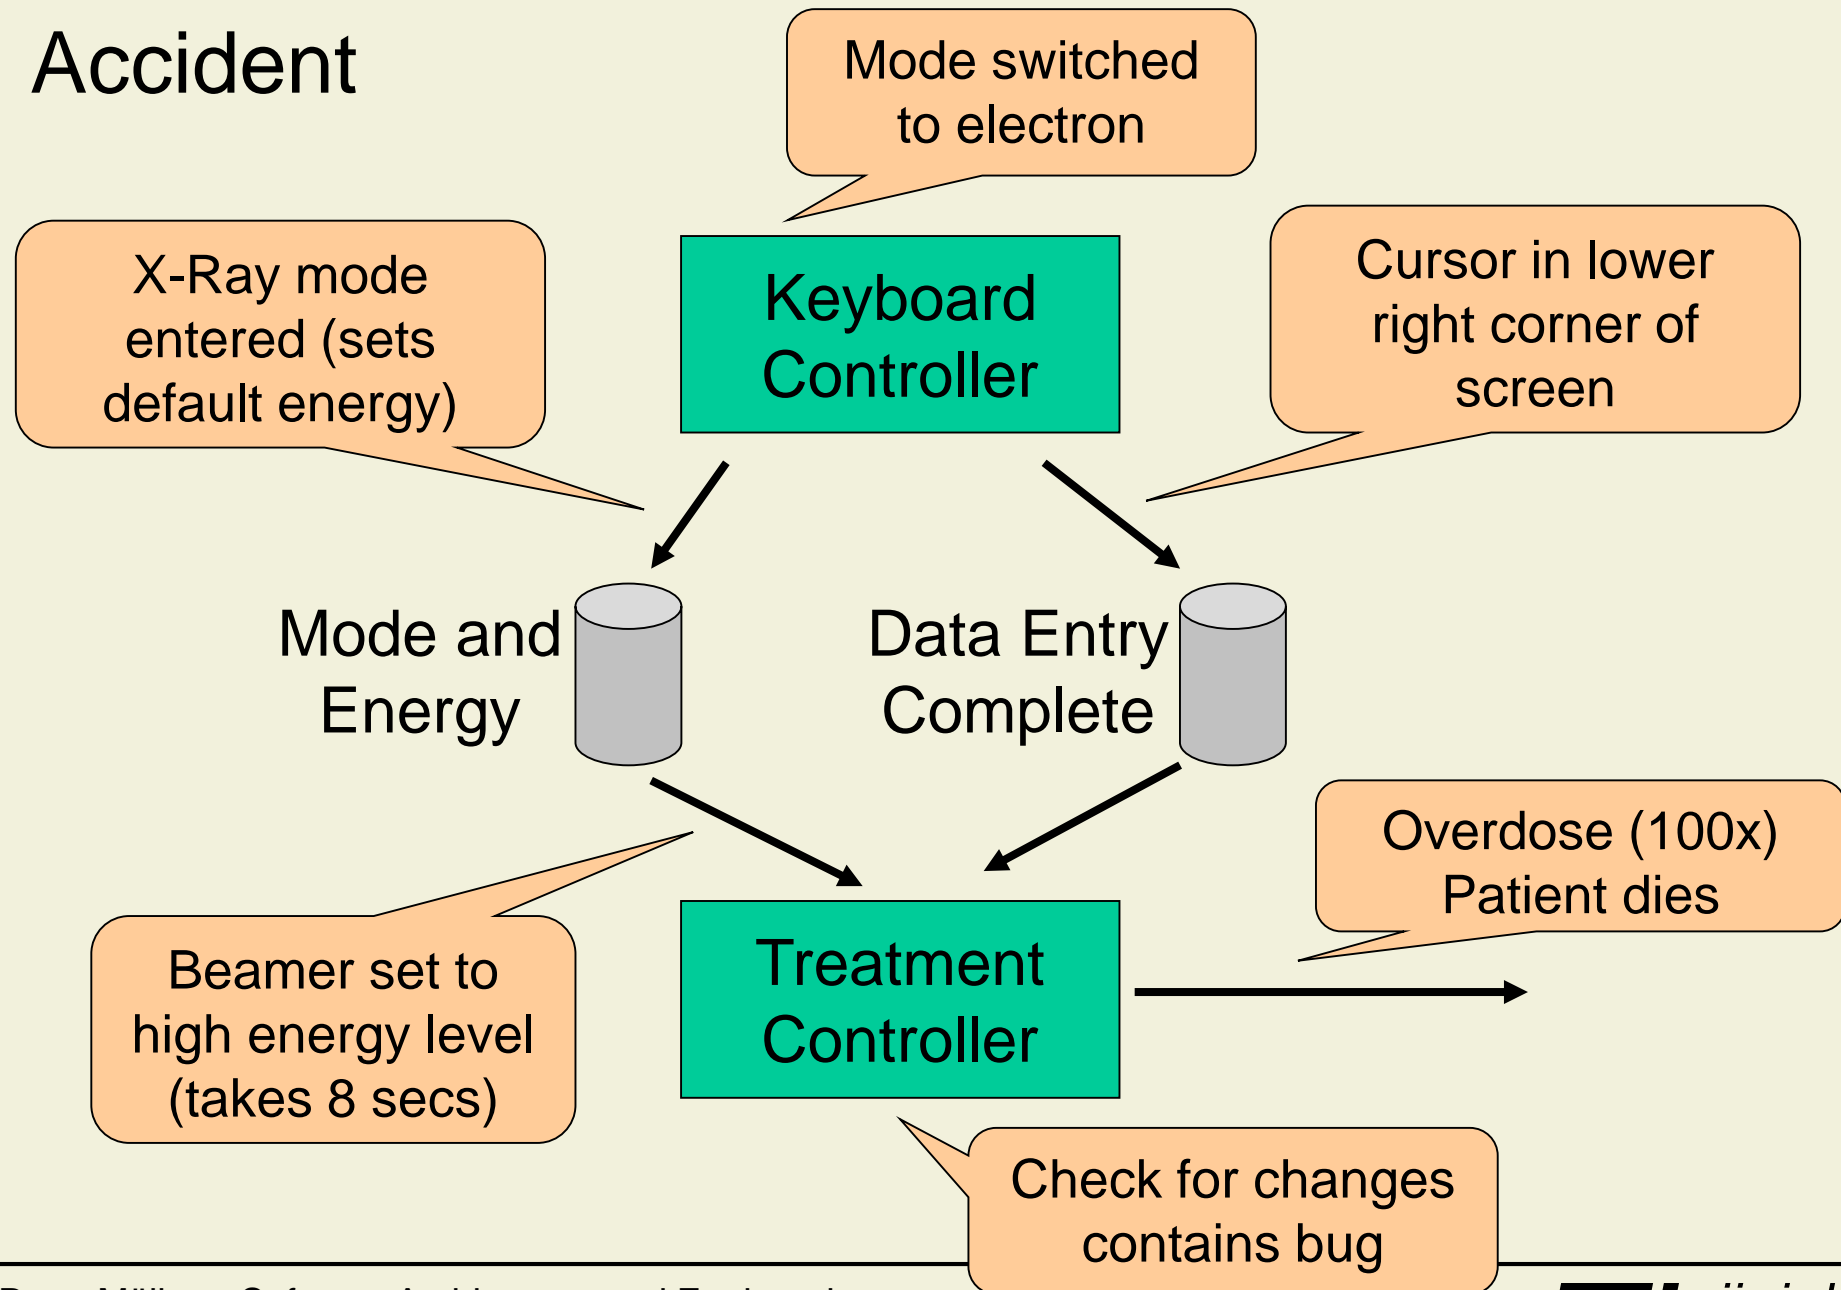 Accident
Mode switched
to electron
X-Ray mode
entered (sets
default energy)
Keyboard
Controller
Cursor in lower
right corner of
screen
Mode and
Energy
Data Entry
Complete
Overdose (100x)
Patient dies
Beamer set to
high energy level
(takes 8 secs)
Treatment
Controller
Check for changes
contains bug